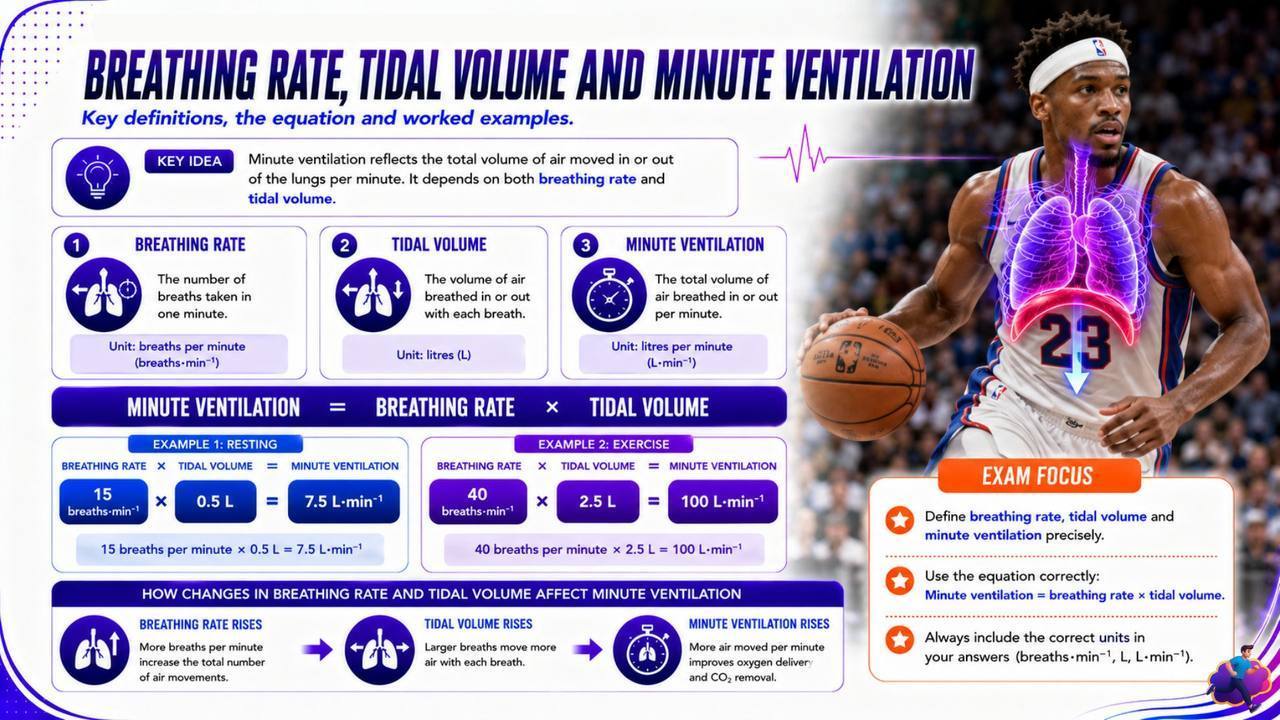 BREATHING RATE, TIDAL VOLUME AND MINUTE VENTILATION
Key definitions, the equation and worked examples.
KEY IDEA
Minute ventilation reflects the total volume of air moved in or out
of the lungs per minute. It depends on both breathing rate and
tidal volume.
1 BREATHING RATE
The number of
breaths taken in
one minute.
Unit: breaths per minute
(breaths·min⁻¹)
2 TIDAL VOLUME
The volume of air
breathed in or out
with each breath.
Unit: litres (L)
3 MINUTE VENTILATION
The total volume of
air breathed in or out
per minute.
Unit: litres per minute
(L·min⁻¹)
MINUTE VENTILATION = BREATHING RATE × TIDAL VOLUME
EXAMPLE 1: RESTING
BREATHING RATE × TIDAL VOLUME = MINUTE VENTILATION
15
breaths·min⁻¹ × 0.5 L = 7.5 L·min⁻¹
15 breaths per minute × 0.5 L = 7.5 L·min⁻¹
EXAMPLE 2: EXERCISE
BREATHING RATE × TIDAL VOLUME = MINUTE VENTILATION
40
breaths·min⁻¹ × 2.5 L = 100 L·min⁻¹
40 breaths per minute × 2.5 L = 100 L·min⁻¹
HOW CHANGES IN BREATHING RATE AND TIDAL VOLUME AFFECT MINUTE VENTILATION
BREATHING RATE RISES
More breaths per minute
increase the total number
of air movements.
TIDAL VOLUME RISES
Larger breaths move more
air with each breath.
MINUTE VENTILATION RISES
More air moved per minute
improves oxygen delivery
and CO₂ removal.
23
EXAM FOCUS
Define breathing rate, tidal volume and
minute ventilation precisely.
Use the equation correctly:
Minute ventilation = breathing rate × tidal volume.
Always include the correct units in
your answers (breaths·min⁻¹, L, L·min⁻¹).